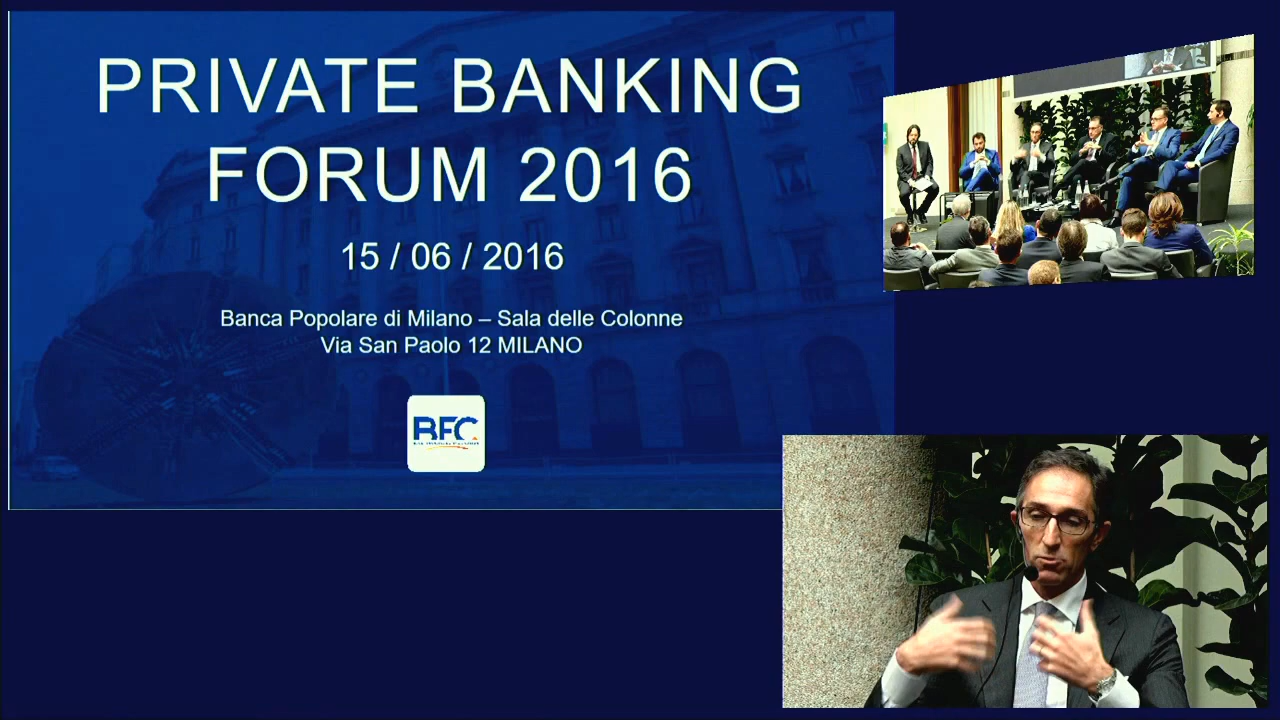 PRIVATE BANKING
FORUM 2016
15 / 06 / 2016
Banca Popolare di Milano – Sala delle Colonne
Via San Paolo 12 MILANO
BFC